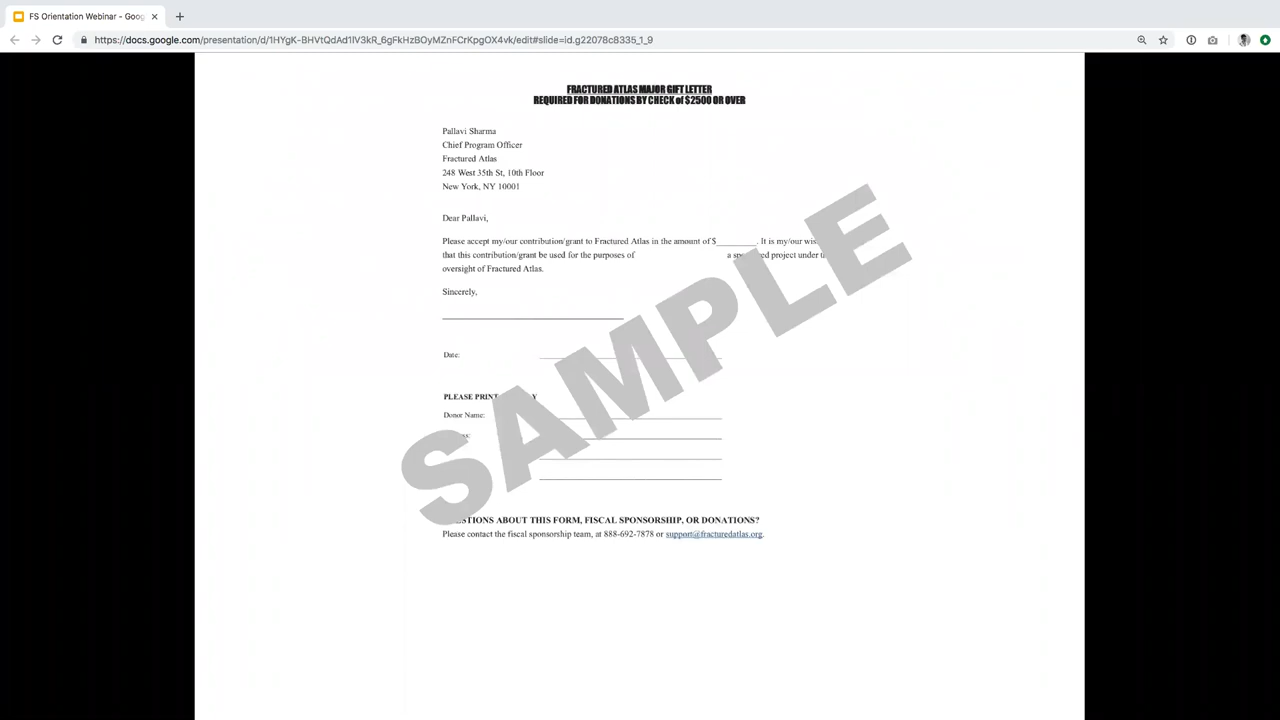 FS Orientation Webinar - Goog
https://docs.google.com/presentation/d/1HYgK-BHVtQdAd1lV3kR_6gFkHzBOyMZnFCrKpgOX4vk/edit#slide=id.g22078c8335_1_9
FRACTURED ATLAS MAJOR GIFT LETTER
REQUIRED FOR DONATIONS BY CHECK of $2500 OR OVER
Pallavi Sharma
Chief Program Officer
Fractured Atlas
248 West 35th St, 10th Floor
New York, NY 10001
Dear Pallavi,
Please accept my/our contribution/grant to Fractured Atlas in the amount of $________. It is my/our
that this contribution/grant be used for the purposes of a project under
oversight of Fractured Atlas.
Sincerely,
Date:
PLEASE PRINT
Donor Name:
SAMPLE
ABOUT THIS FORM, FISCAL SPONSORSHIP, OR DONATIONS?
Please contact the fiscal sponsorship team, at 888-692-7878 or support@fracturedatlas.org.